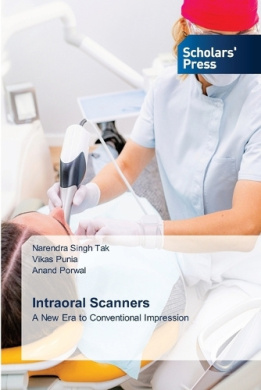 Scholars'
Press
Narendra Singh Tak
Vikas Punia
Anand Porwal
Intraoral Scanners
A New Era to Conventional Impression